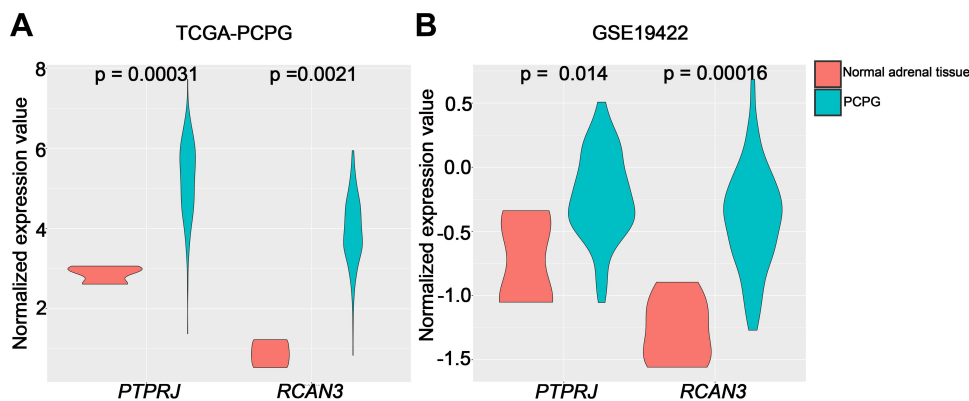 A
TCGA-PCPG
p = 0.00031
p =0.0021
Normalized expression value
8
6
4
2
PTPRJ
RCAN3
B
GSE19422
p = 0.014
p = 0.00016
Normalized expression value
0.5
0.0
-0.5
-1.0
-1.5
PTPRJ
RCAN3
Normal adrenal tissue
PCPG